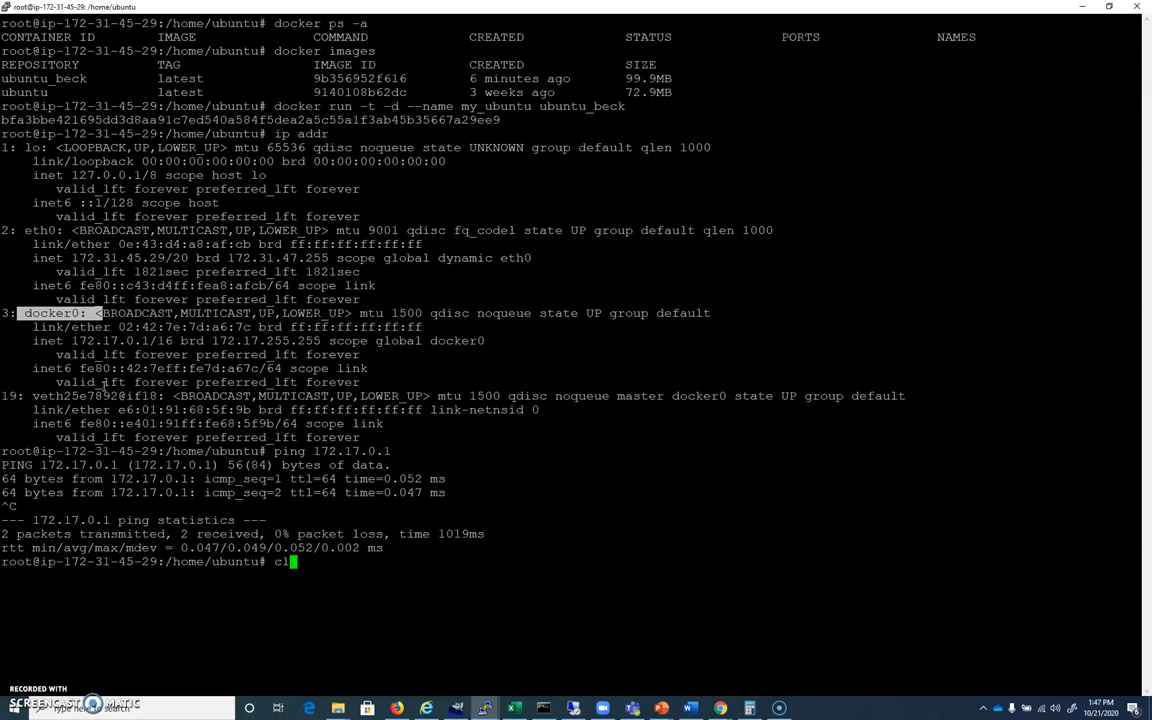 root@ip-172-31-45-29: /home/ubuntu
root@ip-172-31-45-29:/home/ubuntu# docker ps -a
CONTAINER ID IMAGE COMMAND CREATED STATUS PORTS NAMES
root@ip-172-31-45-29:/home/ubuntu# docker images
REPOSITORY TAG IMAGE ID CREATED SIZE
ubuntu_beck latest 9b356952f616 6 minutes ago 99.9MB
ubuntu latest 9140108b62dc 3 weeks ago 72.9MB
root@ip-172-31-45-29:/home/ubuntu# docker run -t -d --name my_ubuntu ubuntu_beck
bfa3bbe421695dd3d8aa91c7ed540a584f5dea2a5c55a1f3ab45b35667a29ee9
root@ip-172-31-45-29:/home/ubuntu# ip addr
1: lo: <LOOPBACK,UP,LOWER_UP> mtu 65536 qdisc noqueue state UNKNOWN group default qlen 1000
link/loopback 00:00:00:00:00:00 brd 00:00:00:00:00:00
inet 127.0.0.1/8 scope host lo
valid_lft forever preferred_lft forever
inet6 ::1/128 scope host
valid_lft forever preferred_lft forever
2: eth0: <BROADCAST,MULTICAST,UP,LOWER_UP> mtu 9001 qdisc fq_codel state UP group default qlen 1000
link/ether 0e:43:d4:a8:af:cb brd ff:ff:ff:ff:ff:ff
inet 172.31.45.29/20 brd 172.31.47.255 scope global dynamic eth0
valid_lft 1821sec preferred_lft 1821sec
inet6 fe80::c43:d4ff:fea8:afcb/64 scope link
valid_lft forever preferred_lft forever
3: docker0: <BROADCAST,MULTICAST,UP,LOWER_UP> mtu 1500 qdisc noqueue state UP group default
link/ether 02:42:7e:7d:a6:7c brd ff:ff:ff:ff:ff:ff
inet 172.17.0.1/16 brd 172.17.255.255 scope global docker0
valid_lft forever preferred_lft forever
inet6 fe80::42:7eff:fe7d:a67c/64 scope link
valid_lft forever preferred_lft forever
19: veth25e7892@if18: <BROADCAST,MULTICAST,UP,LOWER_UP> mtu 1500 qdisc noqueue master docker0 state UP group default
link/ether e6:01:91:68:5f:9b brd ff:ff:ff:ff:ff:ff link-netnsid 0
inet6 fe80::e401:91ff:fe68:5f9b/64 scope link
valid_lft forever preferred_lft forever
root@ip-172-31-45-29:/home/ubuntu# ping 172.17.0.1
PING 172.17.0.1 (172.17.0.1) 56(84) bytes of data.
64 bytes from 172.17.0.1: icmp_seq=1 ttl=64 time=0.052 ms
64 bytes from 172.17.0.1: icmp_seq=2 ttl=64 time=0.047 ms
^C
--- 172.17.0.1 ping statistics ---
2 packets transmitted, 2 received, 0% packet loss, time 1019ms
rtt min/avg/max/mdev = 0.047/0.049/0.052/0.002 ms
root@ip-172-31-45-29:/home/ubuntu# cl
RECORDED WITH
SCREENCAST MATIC
Type here to search
1:47 PM
10/21/2020